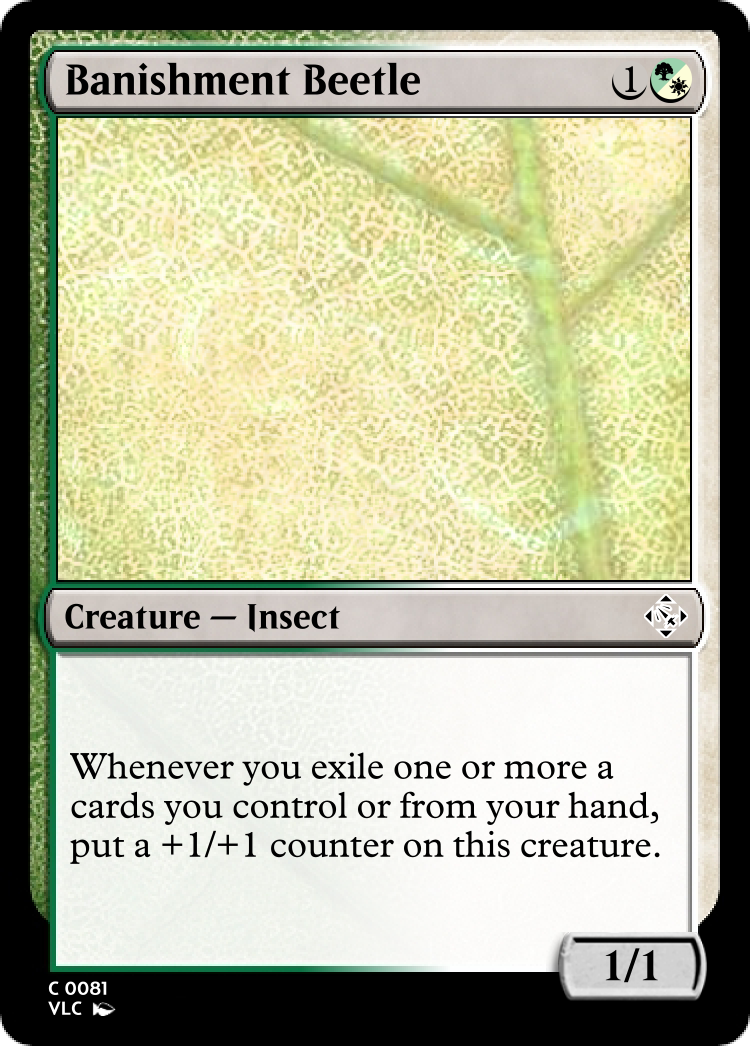 Banishment Beetle 1
Creature — Insect
Whenever you exile one or more a
cards you control or from your hand,
put a +1/+1 counter on this creature.
1/1
C 0081
VLC